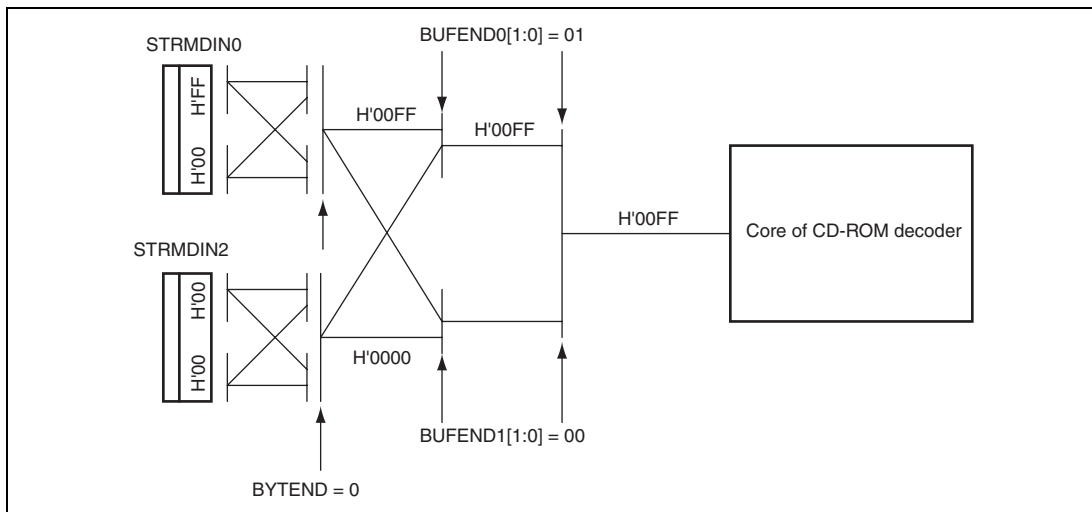 BUFEND0[1:0] = 01
STRMDIN0
H'FF
H'00
H'00FF
H'00FF
H'00FF
Core of CD-ROM decoder
STRMDIN2
H'00
H'00
H'0000
BUFEND1[1:0] = 00
BYTEND = 0